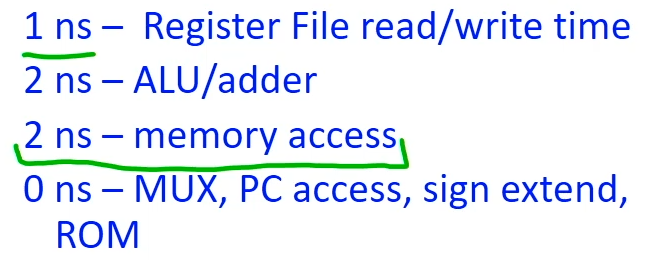 1 ns – Register File read/write time
2 ns – ALU/adder
2 ns – memory access
0 ns – MUX, PC access, sign extend,
ROM